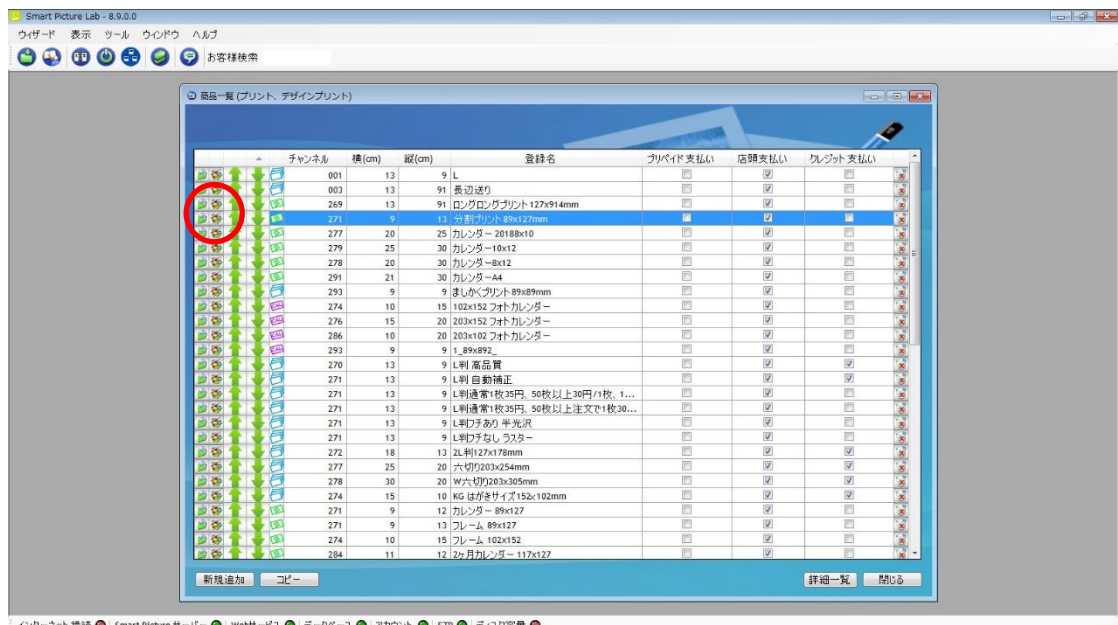 Smart Picture Lab - 8.9.0.0
ウィザード 表示 ツール ウィンドウ ヘルプ
お客様検索
商品一覧 (プリント、デザインプリント)
チャンネル 横(cm) 縦(cm) 登録名 プリペイド支払い 店頭支払い クレジット支払い
001 13 9 L
003 13 91 長辺送り
269 13 91 ロングロングプリント 127x914mm
271 9 13 分割プリント 89x127mm
277 20 25 カレンダー 20188x10
279 25 30 カレンダー10x12
278 20 30 カレンダー8x12
291 21 30 カレンダーA4
293 9 9 ましかくプリント 89x89mm
274 10 15 102x152 フォトカレンダー
276 15 20 203x152 フォトカレンダー
286 10 20 203x102 フォトカレンダー
293 9 9 1_89x892_
270 13 9 L判 高品質
271 13 9 L判 自動補正
271 13 9 L判通常1枚35円、50枚以上30円/1枚、1...
271 13 9 L判通常1枚35円、50枚以上注文で1枚30...
271 13 9 L判フチあり 半光沢
271 13 9 L判フチなし ラスター
272 18 13 2L判127x178mm
277 25 20 六切り203x254mm
278 30 20 W六切り203x305mm
274 15 10 KG はがきサイズ152x102mm
271 9 12 カレンダー 89x127
271 9 13 フレーム 89x127
274 10 15 フレーム 102x152
284 11 12 2ヶ月カレンダー 117x127
新規追加 コピー 詳細一覧 閉じる
インターネット接続 Smart Picture サーバー Webサービス データベース アカウント FTP ディスク容量